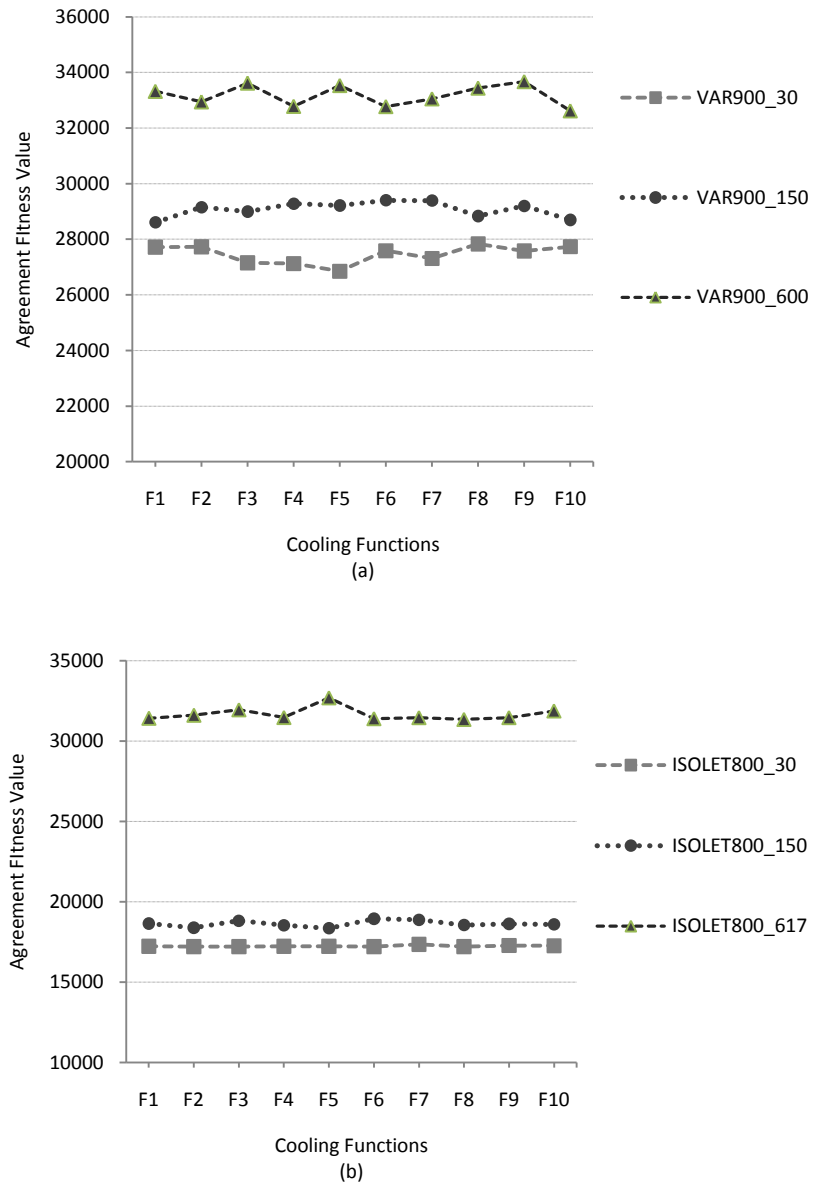 36000
34000
32000
30000
28000
26000
24000
22000
20000
Agreement FItness Value
F1 F2 F3 F4 F5 F6 F7 F8 F9 F10
Cooling Functions
(a)
VAR900_30
VAR900_150
VAR900_600
35000
30000
25000
20000
15000
10000
Agreement FItness Value
F1 F2 F3 F4 F5 F6 F7 F8 F9 F10
Cooling Functions
(b)
ISOLET800_30
ISOLET800_150
ISOLET800_617